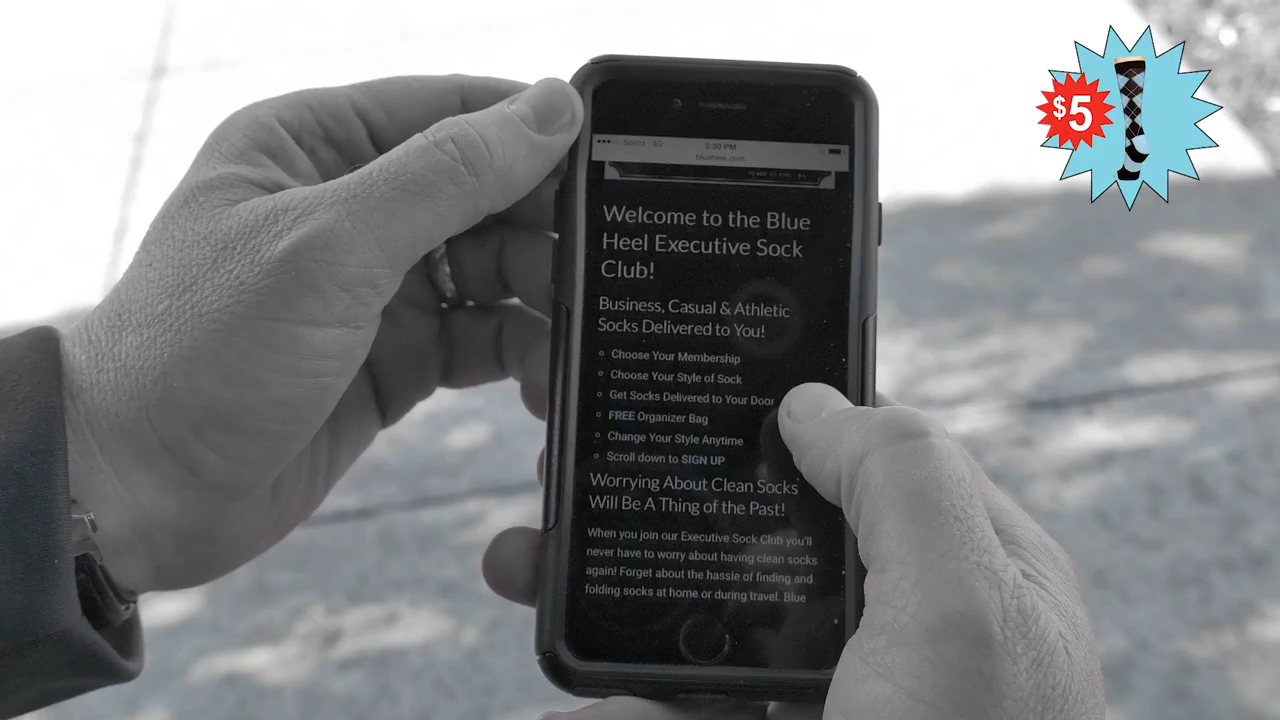 $5
Sprint 3G
3:30 PM
blueheel.com
Welcome to the Blue
Heel Executive Sock
Club!
Business, Casual & Athletic
Socks Delivered to You!
Choose Your Membership
Choose Your Style of Sock
Get Socks Delivered to Your Door
FREE Organizer Bag
Change Your Style Anytime
Scroll down to SIGN UP
Worrying About Clean Socks
Will Be A Thing of the Past!
When you join our Executive Sock Club you'll
never have to worry about having clean socks
again! Forget about the hassle of finding and
folding socks at home or during travel. Blue